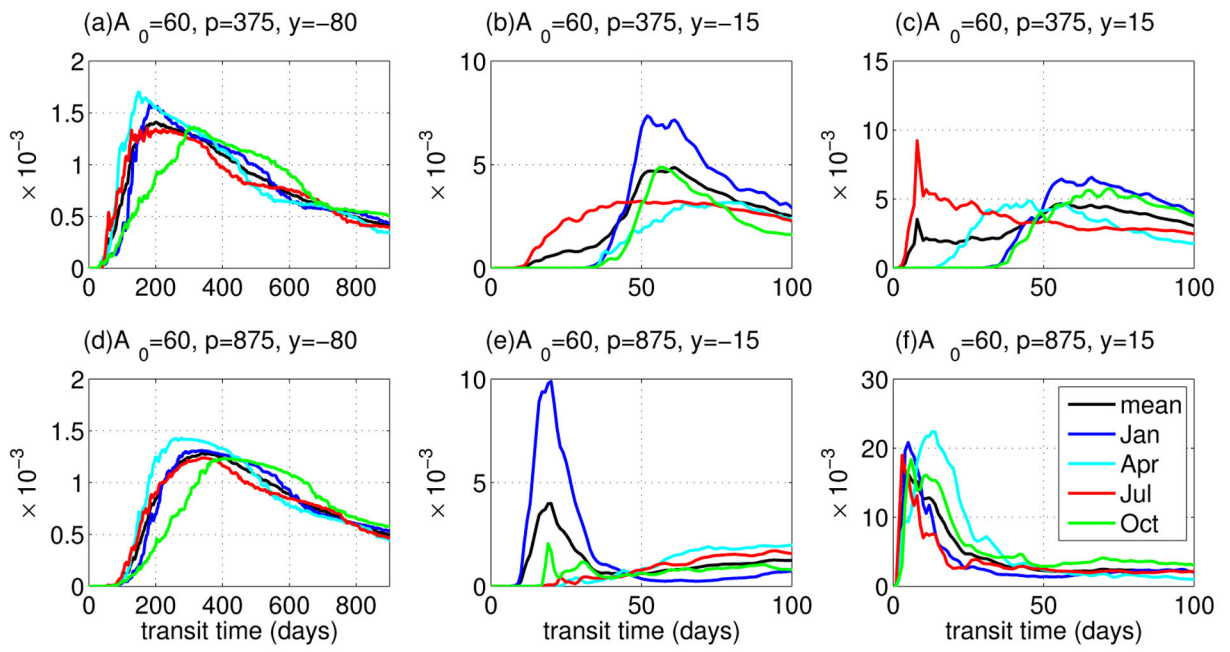 (a)A 0=60, p=375, y=−80
(b)A 0=60, p=375, y=−15
(c)A 0=60, p=375, y=15
× 10−3
2
1.5
1
0.5
0
0 200 400 600 800
× 10−3
10
5
0
0 50 100
× 10−3
15
10
5
0
0 50 100
(d)A 0=60, p=875, y=−80
(e)A 0=60, p=875, y=−15
(f)A 0=60, p=875, y=15
× 10−3
2
1.5
1
0.5
0
0 200 400 600 800
transit time (days)
× 10−3
10
5
0
0 50 100
transit time (days)
× 10−3
30
20
10
0
0 50 100
transit time (days)
mean
Jan
Apr
Jul
Oct